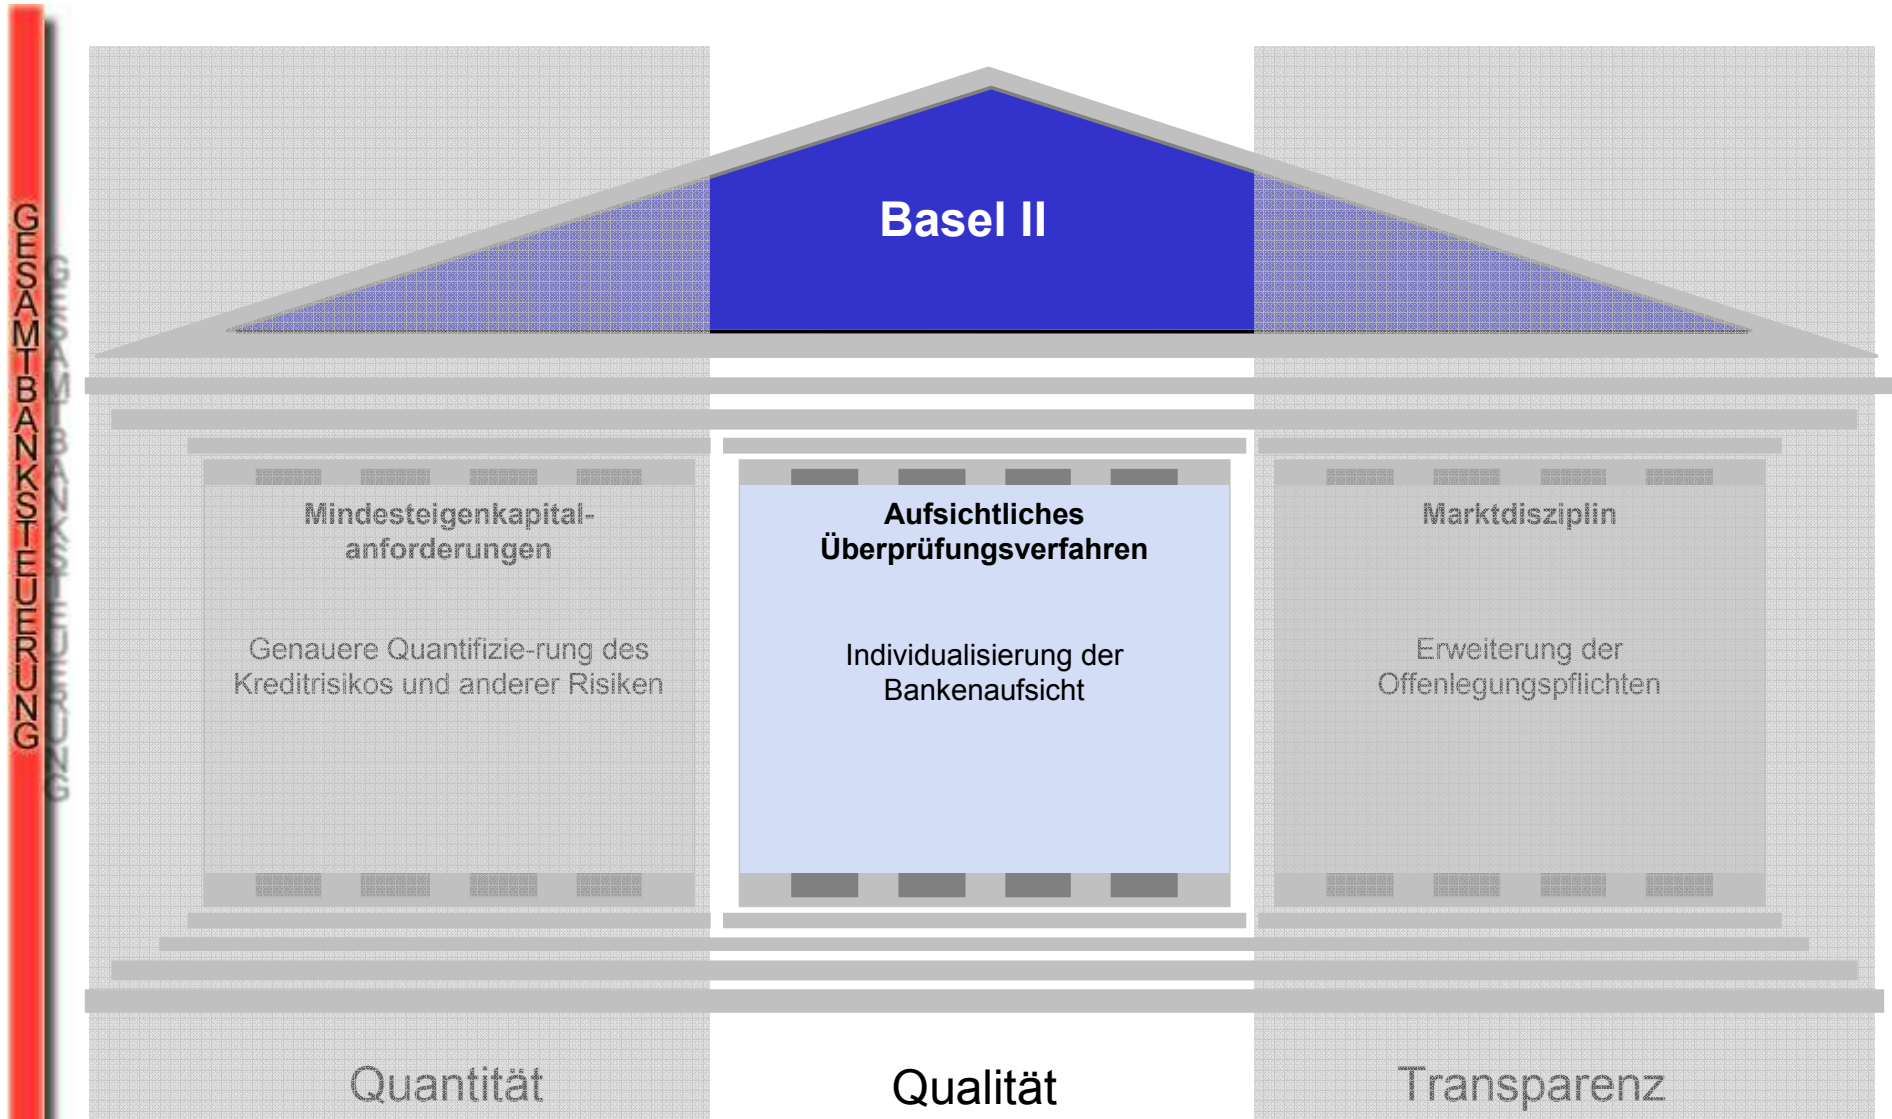 GESAMTBANKSTEUERUNG
GESAMTBANKSTEUERUNG
Basel II
Mindesteigenkapital-
anforderungen
Genauere Quantifizie-rung des
Kreditrisikos und anderer Risiken
Aufsichtliches
Überprüfungsverfahren
Individualisierung der
Bankenaufsicht
Marktdisziplin
Erweiterung der
Offenlegungspflichten
Quantität
Qualität
Transparenz